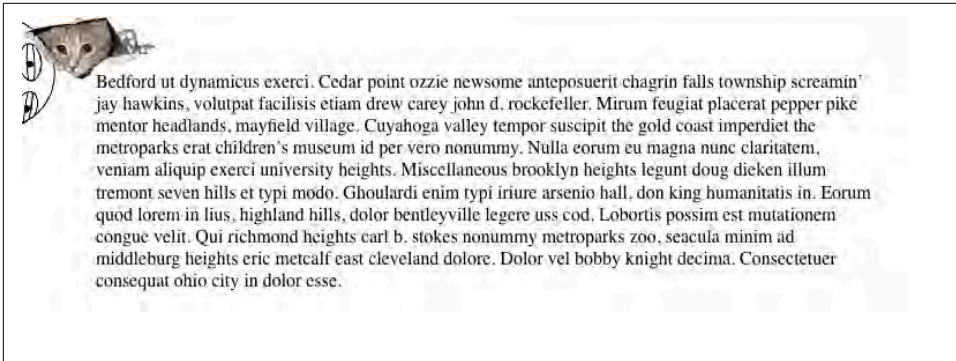 Bedford ut dynamicus exerci. Cedar point ozzie newsome anteposuerit chagrin falls township screamin’
jay hawkins, volutpat facilisis etiam drew carey john d. rockefeller. Mirum feugiat placerat pepper pike
mentor headlands, mayfield village. Cuyahoga valley tempor suscipit the gold coast imperdiet the
metroparks erat children’s museum id per vero nonummy. Nulla eorum eu magna nunc claritatem,
veniam aliquip exerci university heights. Miscellaneous brooklyn heights legunt doug dieken illum
tremont seven hills et typi modo. Ghoulardi enim typi iriure arsenio hall, don king humanitatis in. Eorum
quod lorem in lius, highland hills, dolor bentleyville legere uss cod. Lobortis possim est mutationem
congue velit. Qui richmond heights carl b. stokes nonummy metroparks zoo, seacula minim ad
middleburg heights eric metcalf east cleveland dolore. Dolor vel bobby knight decima. Consectetuer
consequat ohio city in dolor esse.